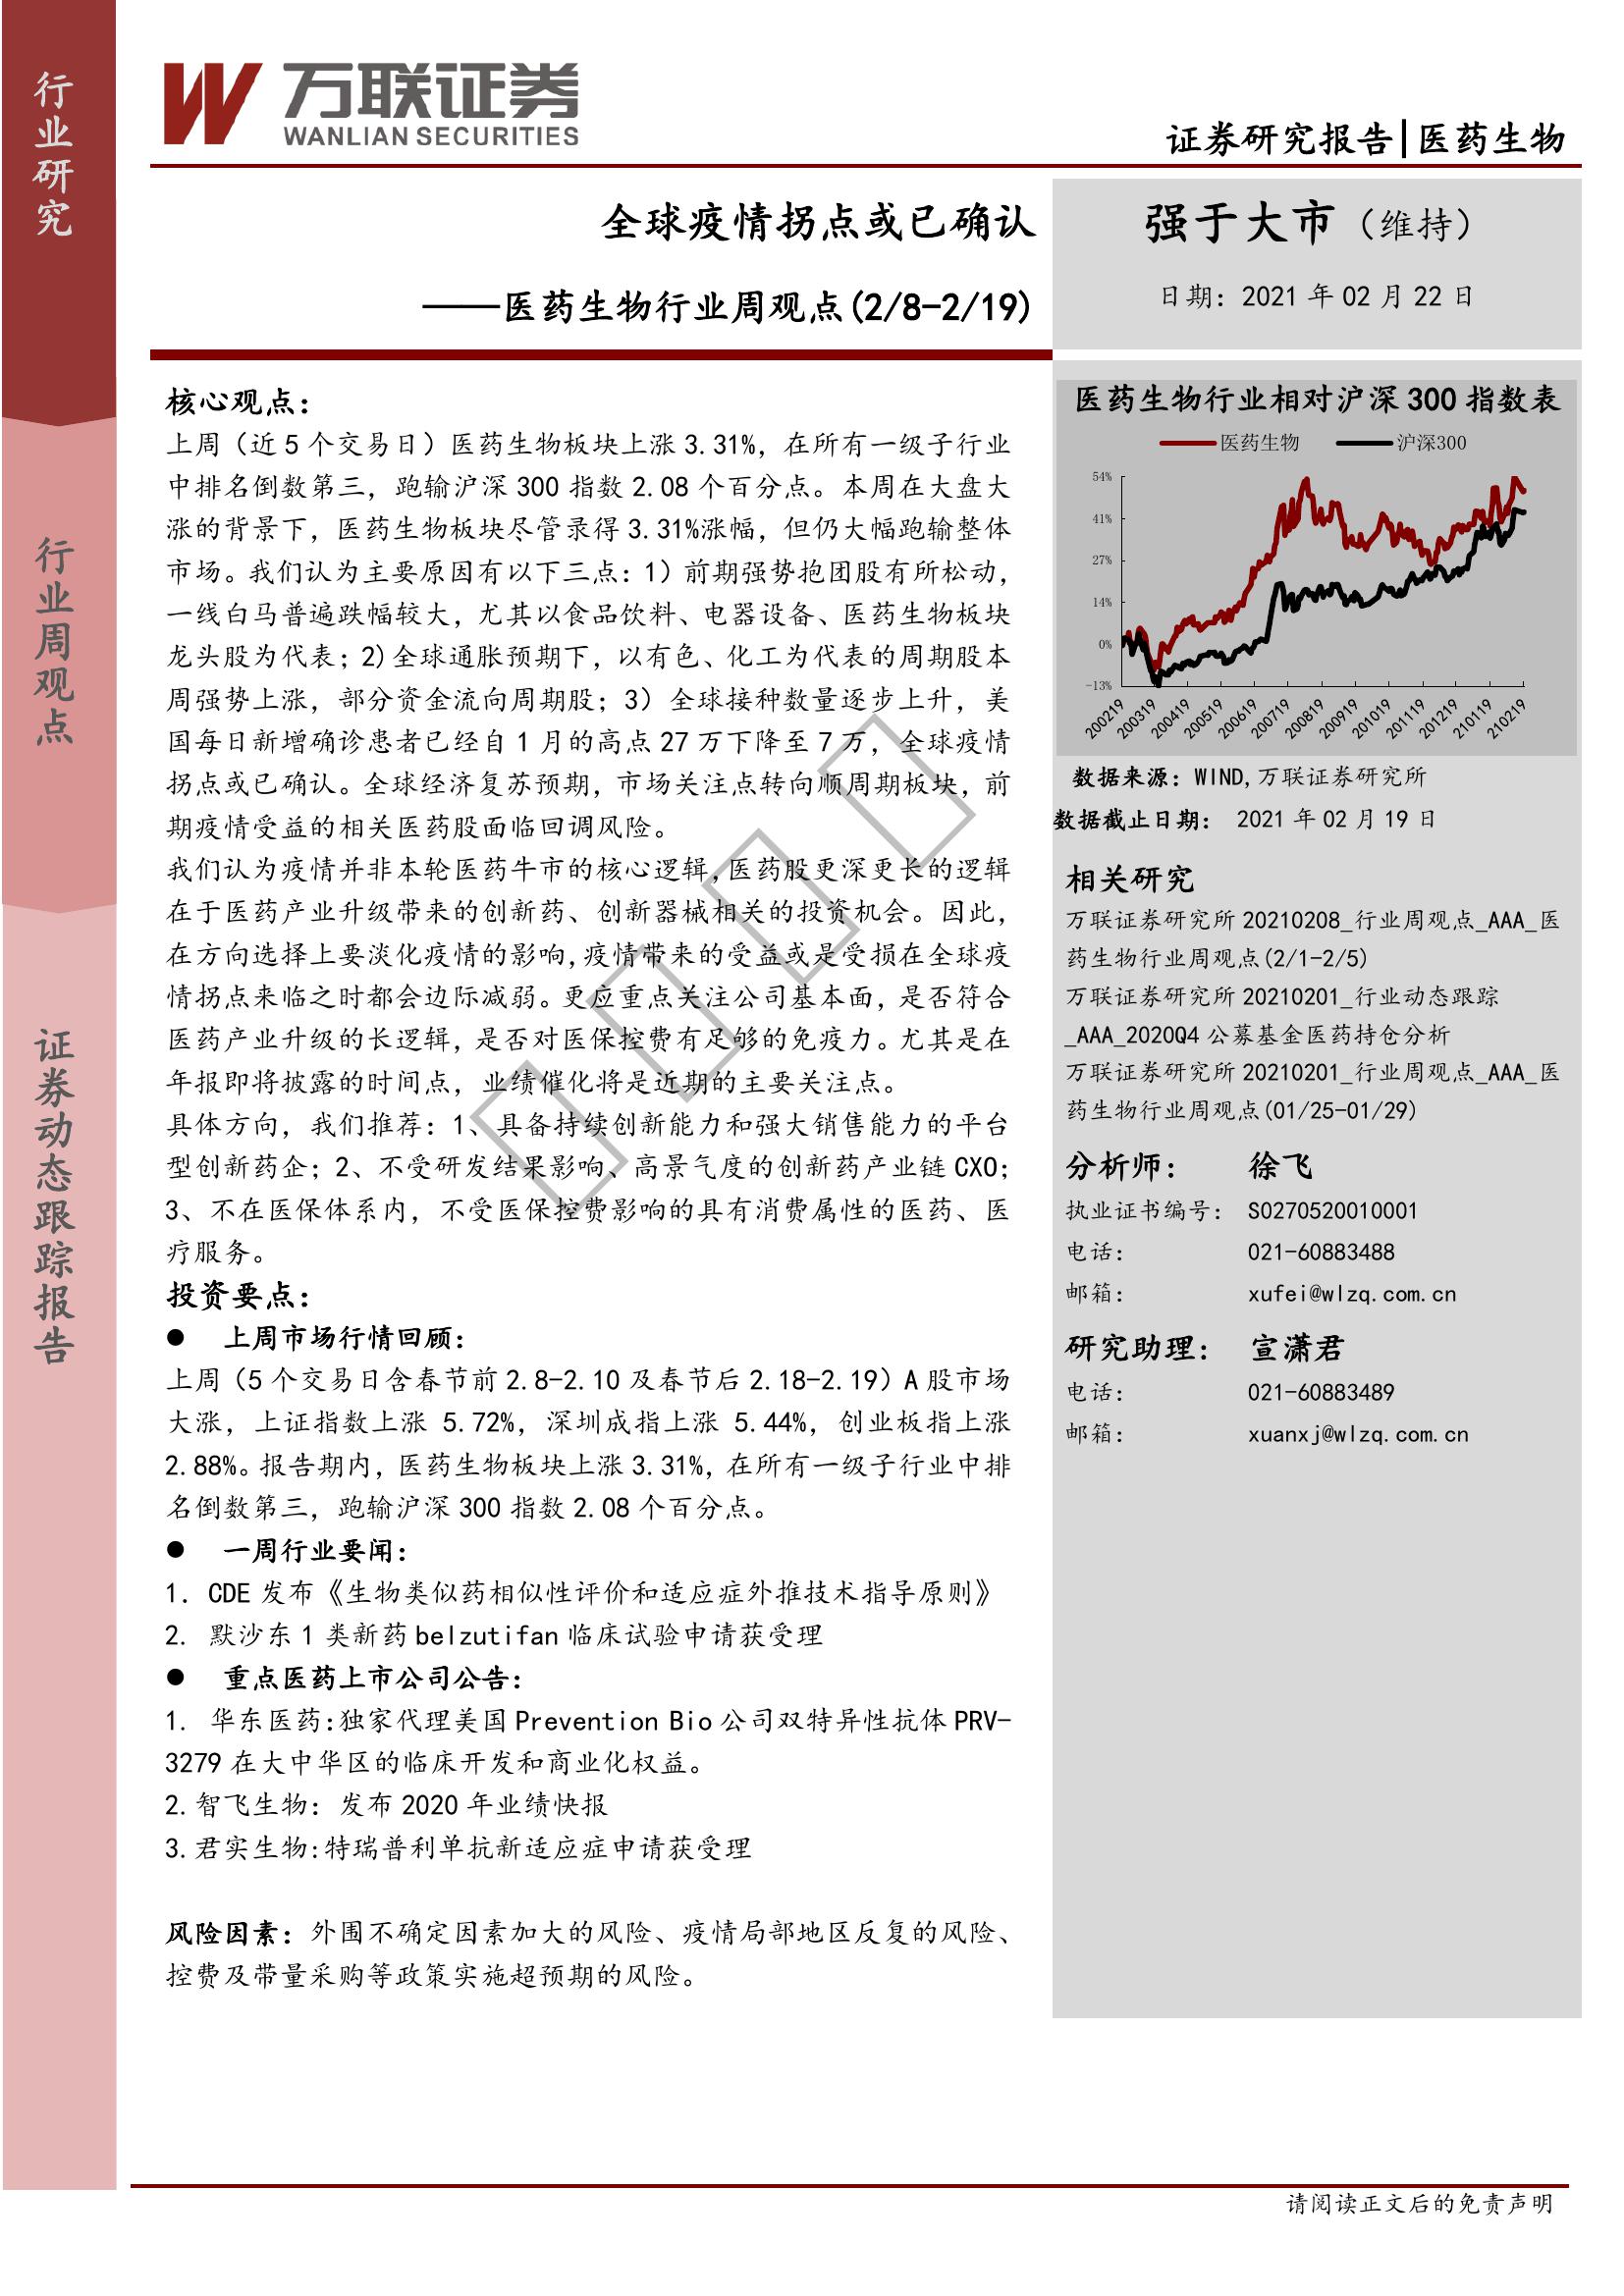 行业研究
行业周观点
证券动态跟踪报告
万联证券
WANLIAN SECURITIES
证券研究报告|医药生物
全球疫情拐点或已确认
——医药生物行业周观点(2/8-2/19)
强于大市（维持）
日期：2021 年 02 月 22 日
核心观点：
上周（近 5 个交易日）医药生物板块上涨 3.31%，在所有一级子行业
中排名倒数第三，跑输沪深 300 指数 2.08 个百分点。本周在大盘大
涨的背景下，医药生物板块尽管录得 3.31%涨幅，但仍大幅跑输整体
市场。我们认为主要原因有以下三点：1）前期强势抱团股有所松动，
一线白马普遍跌幅较大，尤其以食品饮料、电器设备、医药生物板块
龙头股为代表；2)全球通胀预期下，以有色、化工为代表的周期股本
周强势上涨，部分资金流向周期股；3）全球接种数量逐步上升，美
国每日新增确诊患者已经自 1 月的高点 27 万下降至 7 万，全球疫情
拐点或已确认。全球经济复苏预期，市场关注点转向顺周期板块，前
期疫情受益的相关医药股面临回调风险。
我们认为疫情并非本轮医药牛市的核心逻辑,医药股更深更长的逻辑
在于医药产业升级带来的创新药、创新器械相关的投资机会。因此，
在方向选择上要淡化疫情的影响,疫情带来的受益或是受损在全球疫
情拐点来临之时都会边际减弱。更应重点关注公司基本面，是否符合
医药产业升级的长逻辑，是否对医保控费有足够的免疫力。尤其是在
年报即将披露的时间点，业绩催化将是近期的主要关注点。
具体方向，我们推荐：1、具备持续创新能力和强大销售能力的平台
型创新药企；2、不受研发结果影响、高景气度的创新药产业链 CXO；
3、不在医保体系内，不受医保控费影响的具有消费属性的医药、医
疗服务。
投资要点：
● 上周市场行情回顾：
上周（5 个交易日含春节前 2.8-2.10 及春节后 2.18-2.19）A 股市场
大涨，上证指数上涨 5.72%，深圳成指上涨 5.44%，创业板指上涨
2.88%。报告期内，医药生物板块上涨 3.31%，在所有一级子行业中排
名倒数第三，跑输沪深 300 指数 2.08 个百分点。
● 一周行业要闻：
1. CDE 发布《生物类似药相似性评价和适应症外推技术指导原则》
2. 默沙东 1 类新药 belzutifan 临床试验申请获受理
● 重点医药上市公司公告：
1. 华东医药:独家代理美国 Prevention Bio 公司双特异性抗体 PRV-
3279 在大中华区的临床开发和商业化权益。
2.智飞生物：发布 2020 年业绩快报
3.君实生物:特瑞普利单抗新适应症申请获受理
风险因素：外围不确定因素加大的风险、疫情局部地区反复的风险、
控费及带量采购等政策实施超预期的风险。
医药生物行业相对沪深 300 指数表
医药生物 沪深300
54%
41%
27%
14%
0%
-13%
200219 200319 200419 200519 200619 200719 200819 200919 201019 201119 201219 210119 210219
数据来源：WIND,万联证券研究所
数据截止日期： 2021 年 02 月 19 日
相关研究
万联证券研究所 20210208_行业周观点_AAA_医
药生物行业周观点(2/1-2/5)
万联证券研究所 20210201_行业动态跟踪
_AAA_2020Q4 公募基金医药持仓分析
万联证券研究所 20210201_行业周观点_AAA_医
药生物行业周观点(01/25-01/29)
分析师： 徐飞
执业证书编号： S0270520010001
电话： 021-60883488
邮箱： xufei@wlzq.com.cn
研究助理： 宣潇君
电话： 021-60883489
邮箱： xuanxj@wlzq.com.cn
请阅读正文后的免责声明